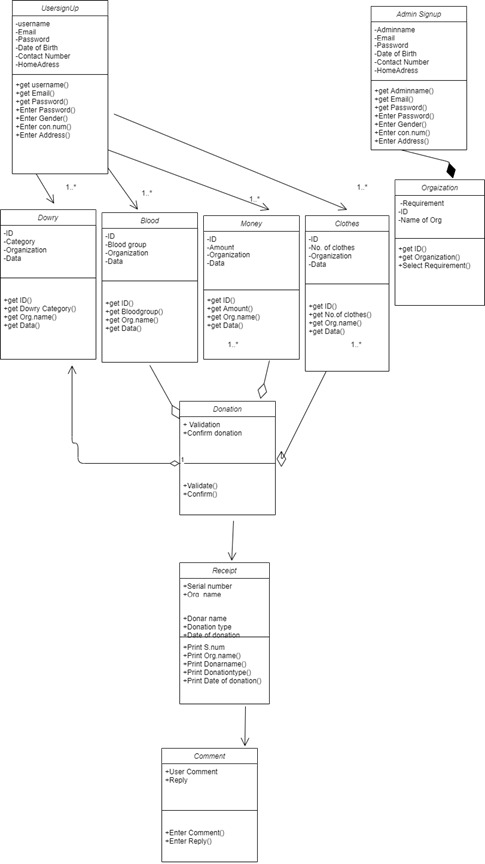 UsersignUp
-username
-Email
-Password
-Date of Birth
-Contact Number
-HomeAdress
+get username()
+get Email()
+get Password()
+Enter Password()
+Enter Gender()
+Enter con.num()
+Enter Address()
Admin Signup
-Adminname
-Email
-Password
-Date of Birth
-Contact Number
-HomeAdress
+get Adminname()
+get Email()
+get Password()
+Enter Password()
+Enter Gender()
+Enter con.num()
+Enter Address()
1..*
1..*
1..*
1..*
Orgaization
-Requirement
-ID
-Name of Org
+get ID()
+get Organization()
+Select Requirement()
Dowry
-ID
-Category
-Organization
-Data
+get ID()
+get Dowry Category()
+get Org.name()
+get Data()
Blood
-ID
-Blood group
-Organization
-Data
+get ID()
+get Bloodgroup()
+get Org.name()
+get Data()
Money
-ID
-Amount
-Organization
-Data
+get ID()
+get Amount()
+get Org.name()
+get Data()
1..*
Clothes
-ID
-No. of clothes
-Organization
-Data
+get ID()
+get No.of clothes()
+get Org.name()
+get Data()
1..*
Donation
+ Validation
+Confirm donation
1
+Validate()
+Confirm()
Receipt
+Serial number
+Org name
+Donar name
+Donation type
+Date of donation
+Print S.num
+Print Org.name()
+Print Donarname()
+Print Donationtype()
+Print Date of donation()
Comment
+User Comment
+Reply
+Enter Comment()
+Enter Reply()